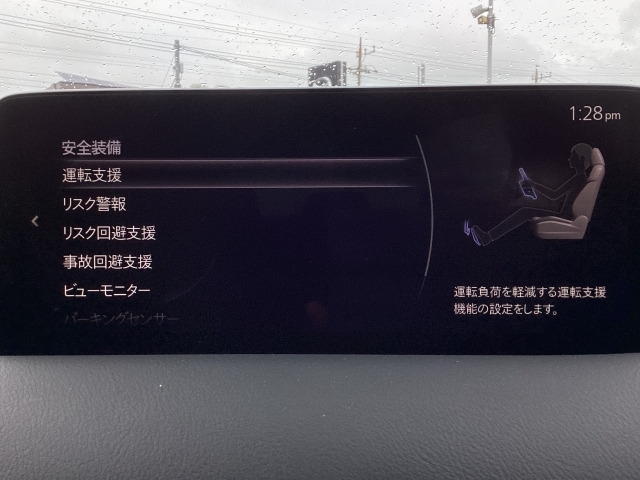 1:28pm
安全装備
運転支援
リスク警報
リスク回避支援
事故回避支援
ビューモニター
パーキングセンサー
運転負荷を軽減する運転支援
機能の設定をします。